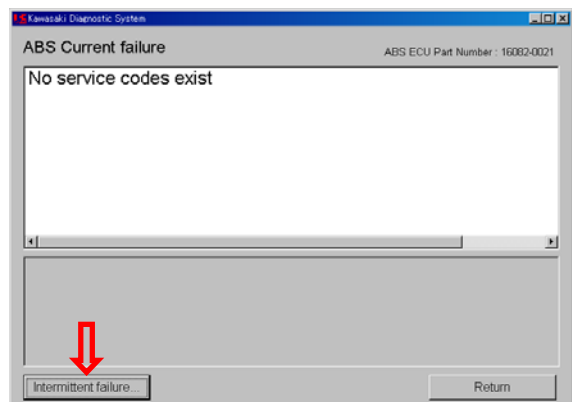 Kawasaki Diagnostic System
ABS Current failure
ABS ECU Part Number : 16082-0021
No service codes exist
Intermittent failure...
Return